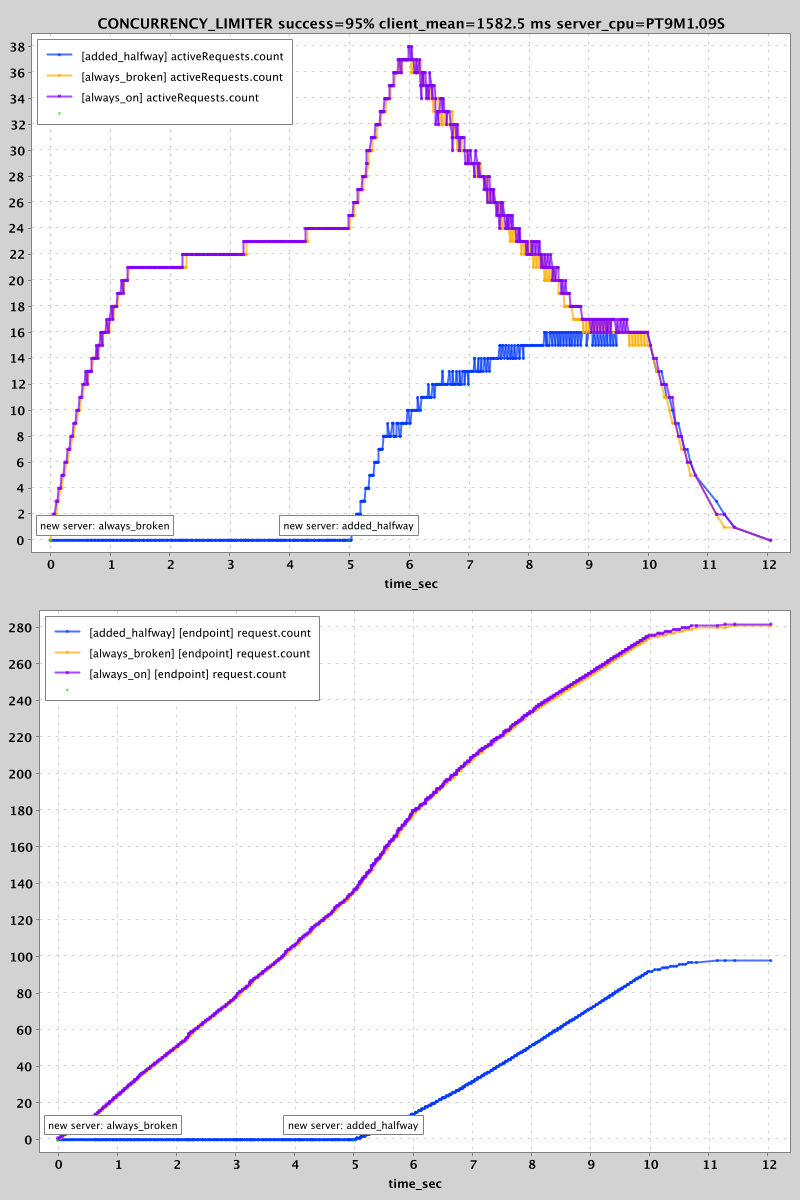 CONCURRENCY_LIMITER success=95% client_mean=1582.5 ms server_cpu=PT9M1.09S
[added_halfway] activeRequests.count
[always_broken] activeRequests.count
[always_on] activeRequests.count
38
36
34
32
30
28
26
24
22
20
18
16
14
12
10
8
6
4
2
0
new server: always_broken
new server: added_halfway
0 1 2 3 4 5 6 7 8 9 10 11 12
time_sec
[added_halfway] [endpoint] request.count
[always_broken] [endpoint] request.count
[always_on] [endpoint] request.count
280
260
240
220
200
180
160
140
120
100
80
60
40
20
0
new server: always_broken
new server: added_halfway
0 1 2 3 4 5 6 7 8 9 10 11 12
time_sec